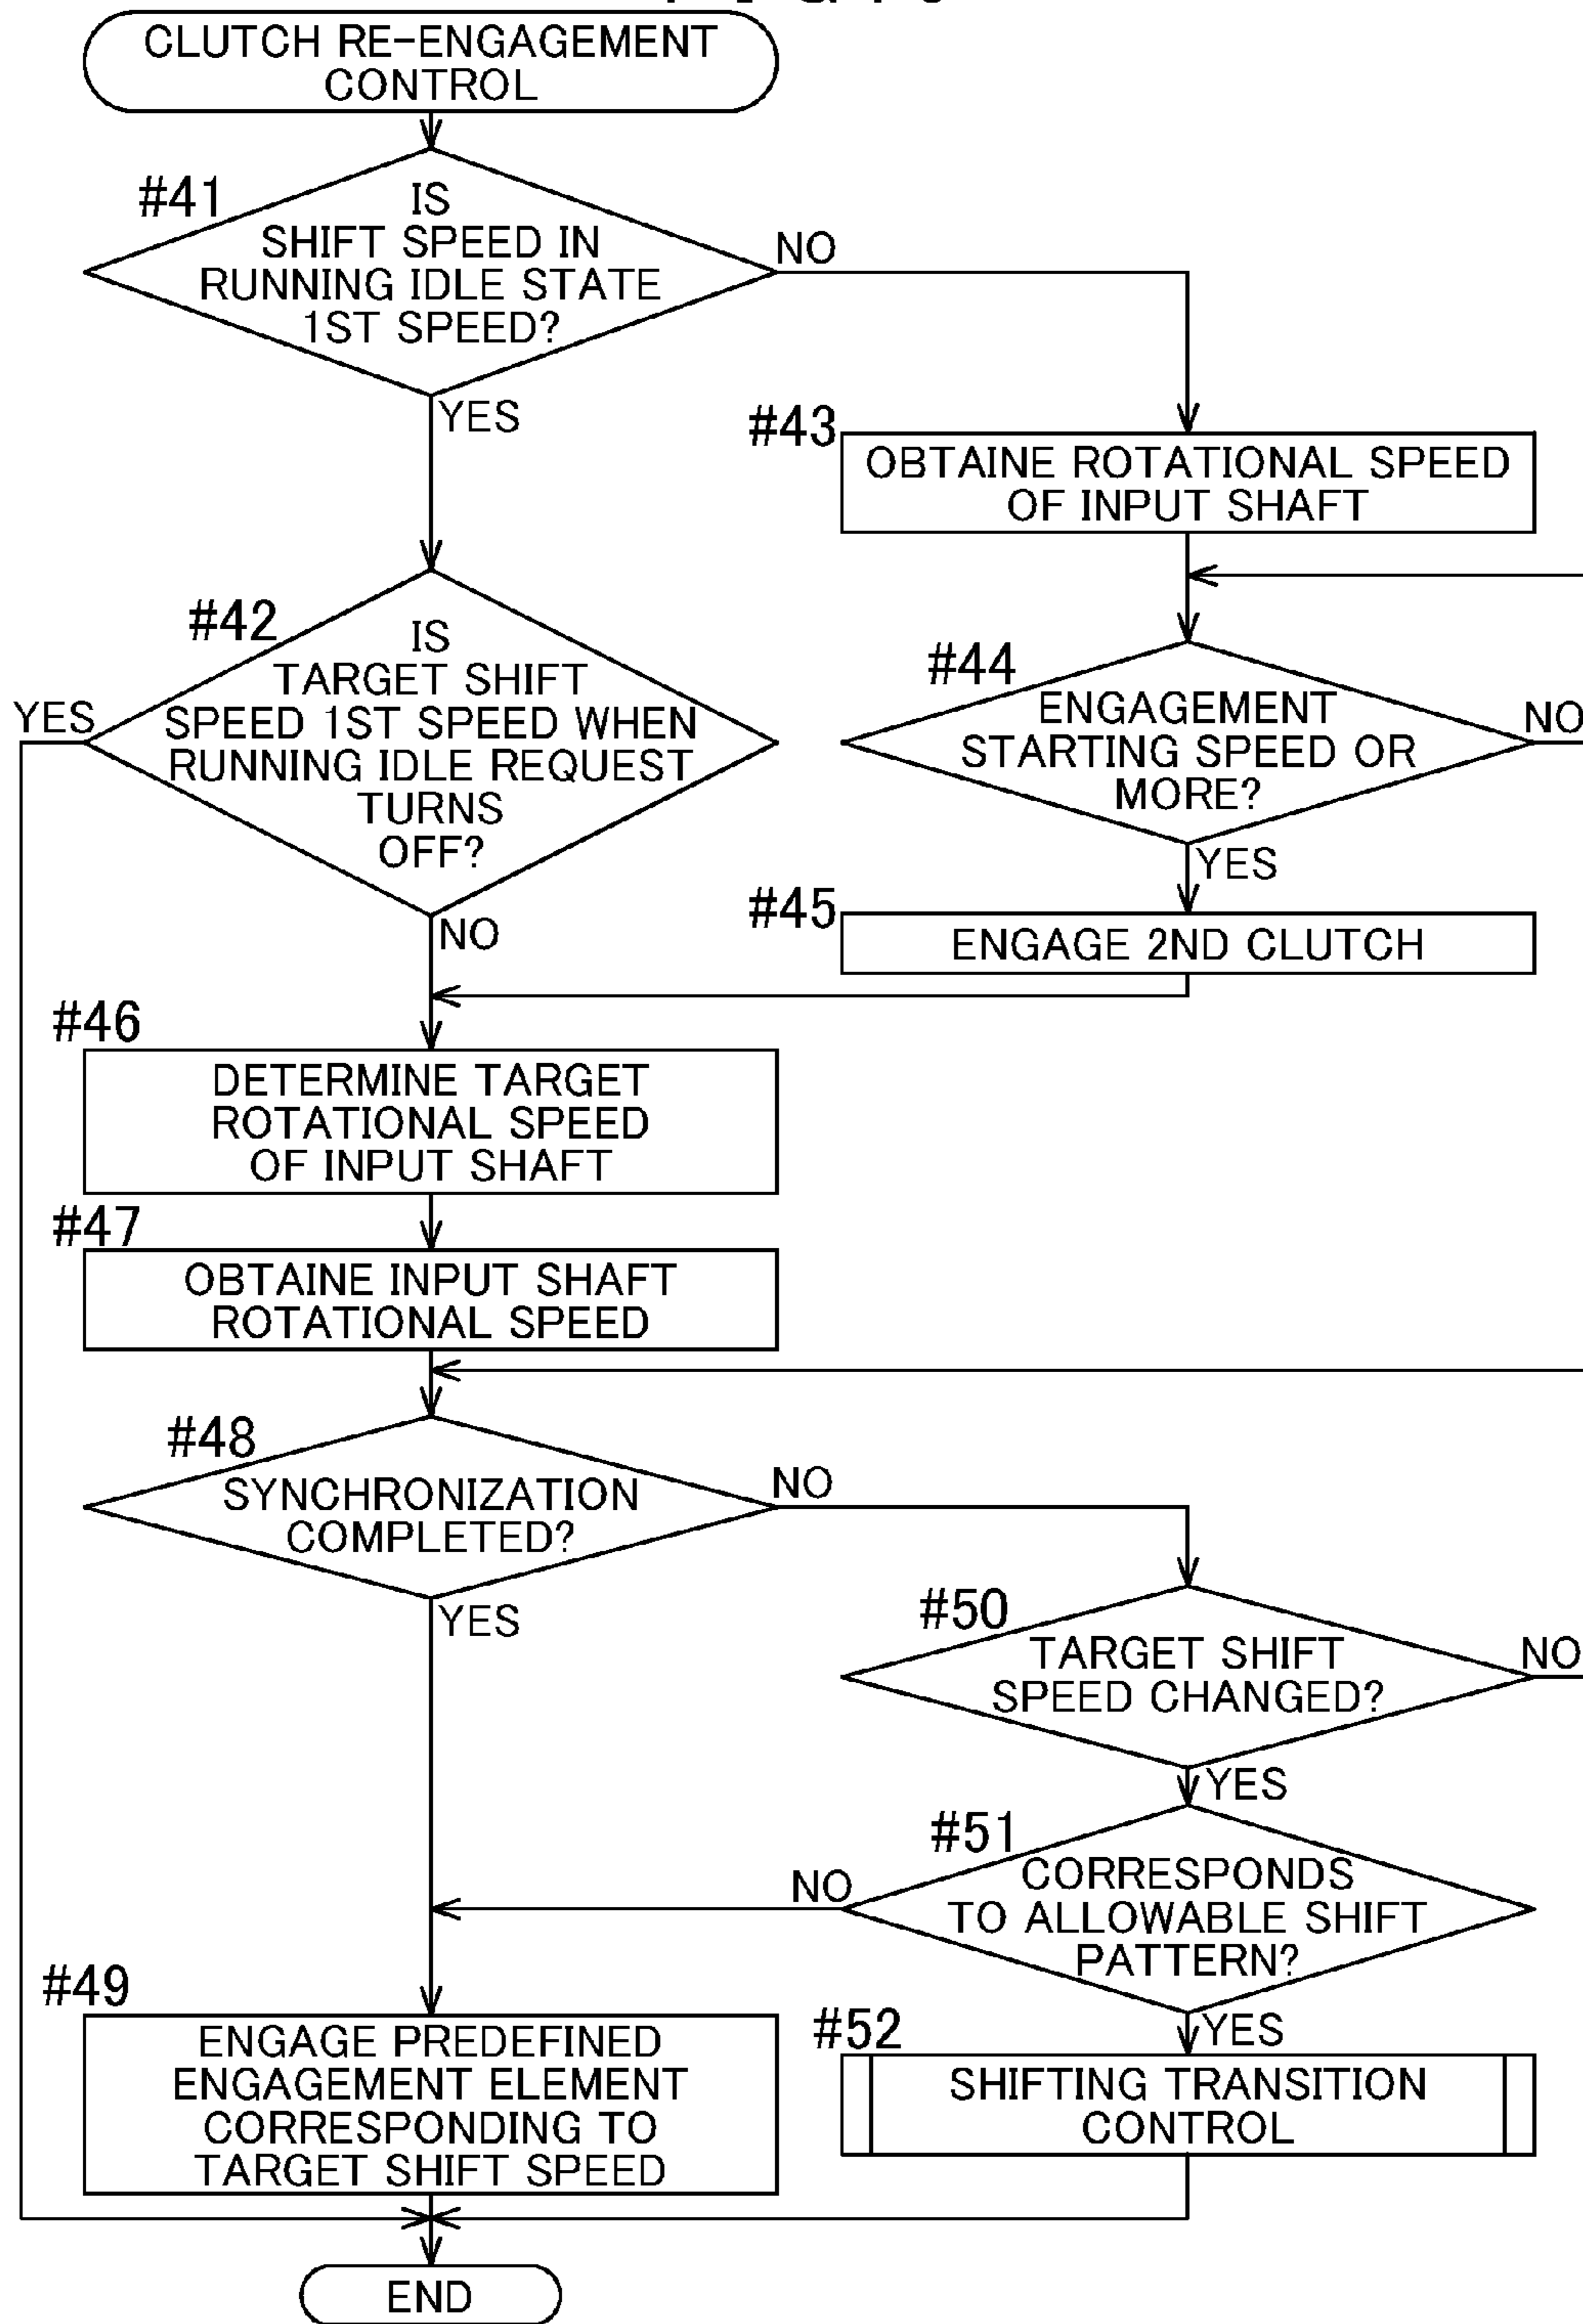 CLUTCH RE-ENGAGEMENT
CONTROL
#41
IS
SHIFT SPEED IN
RUNNING IDLE STATE
1ST SPEED?
NO
YES
#43
OBTAINE ROTATIONAL SPEED
OF INPUT SHAFT
#42
IS
TARGET SHIFT
SPEED 1ST SPEED WHEN
RUNNING IDLE REQUEST
TURNS
OFF?
YES
NO
#44
ENGAGEMENT
STARTING SPEED OR
MORE?
NO
YES
#45
ENGAGE 2ND CLUTCH
#46
DETERMINE TARGET
ROTATIONAL SPEED
OF INPUT SHAFT
#47
OBTAINE INPUT SHAFT
ROTATIONAL SPEED
#48
SYNCHRONIZATION
COMPLETED?
NO
YES
#50
TARGET SHIFT
SPEED CHANGED?
NO
YES
#51
CORRESPONDS
TO ALLOWABLE SHIFT
PATTERN?
NO
YES
#49
ENGAGE PREDEFINED
ENGAGEMENT ELEMENT
CORRESPONDING TO
TARGET SHIFT SPEED
#52
SHIFTING TRANSITION
CONTROL
END